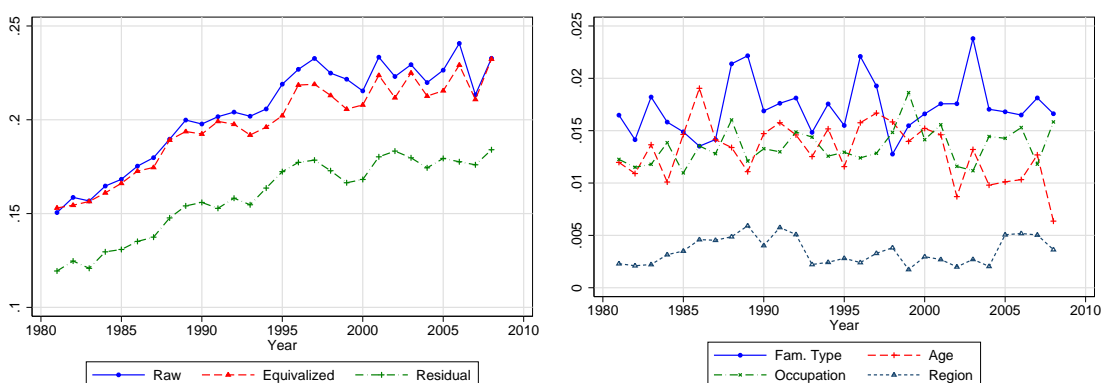 .25
.2
.15
.1
1980 1985 1990 1995 2000 2005 2010
Year
Raw Equivalized Residual
.025
.02
.015
.01
.005
0
1980 1985 1990 1995 2000 2005 2010
Year
Fam. Type Age
Occupation Region